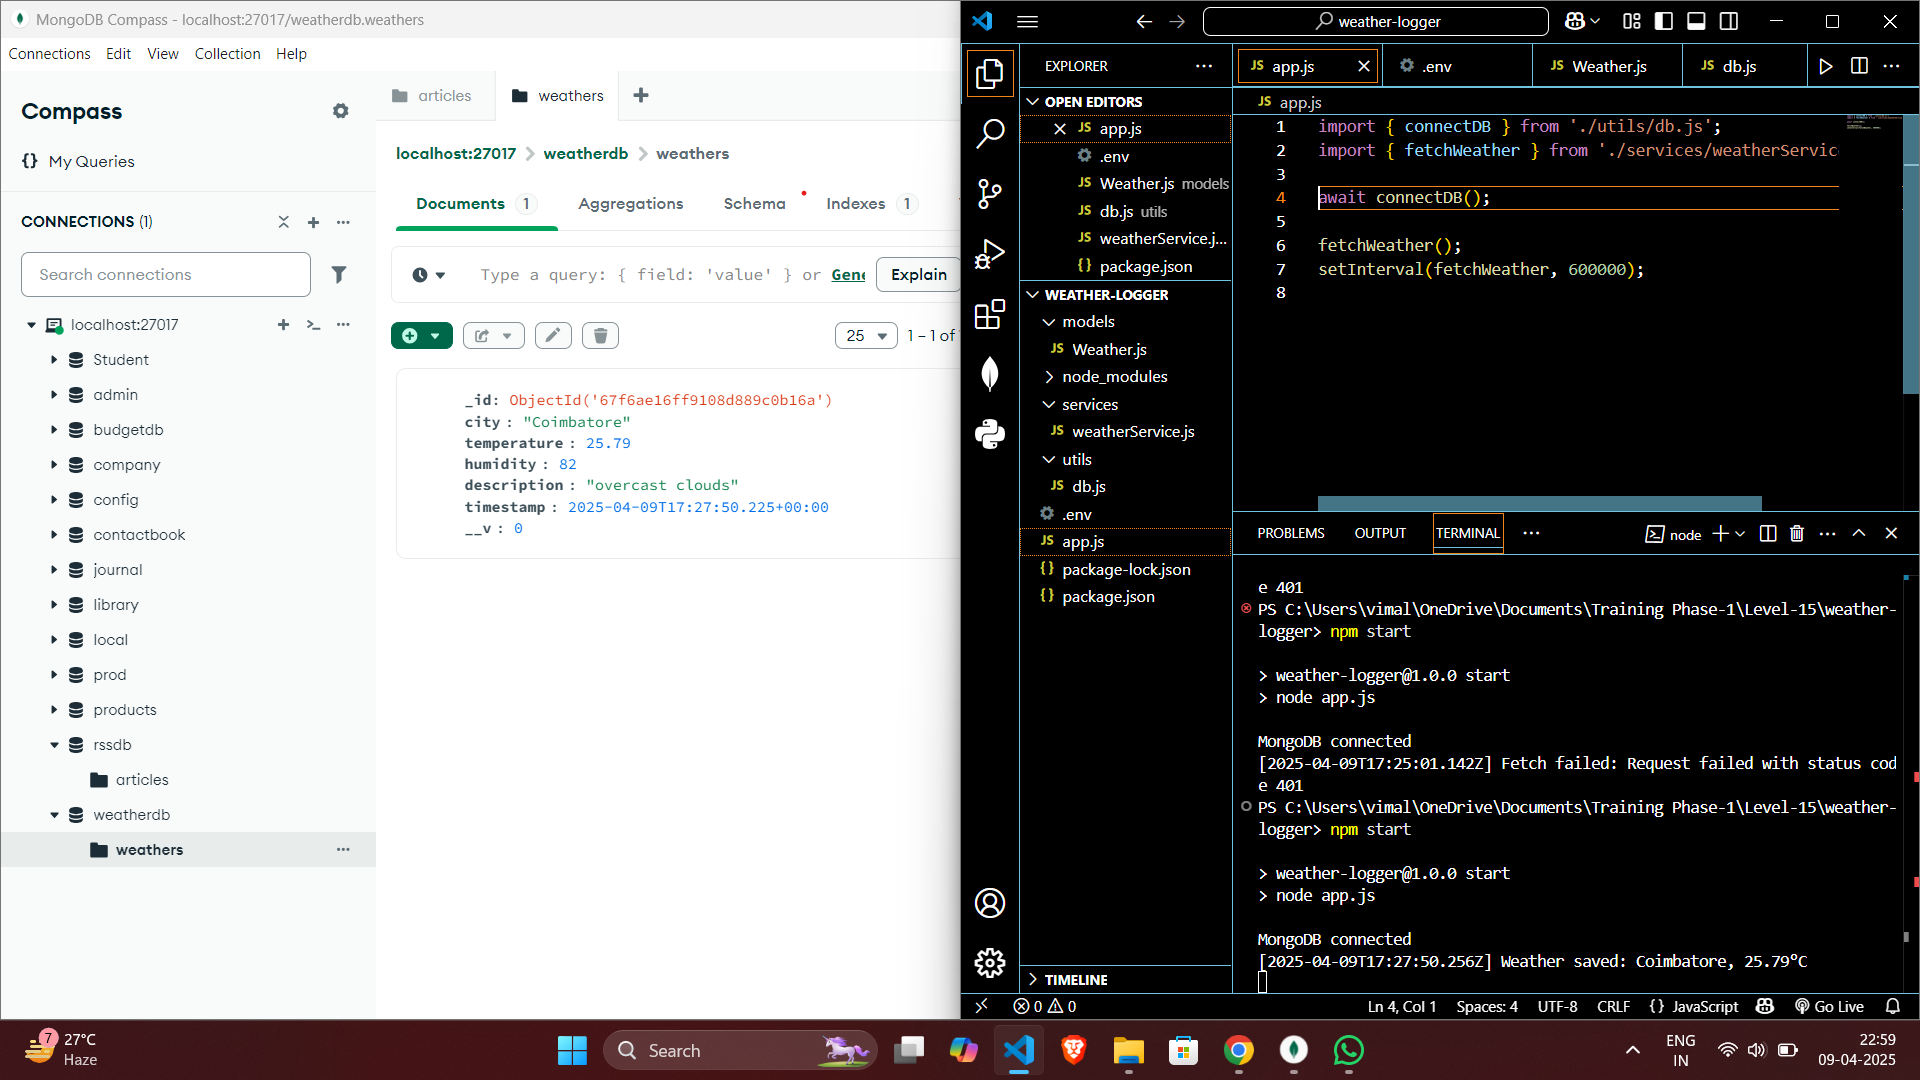 MongoDB Compass - localhost:27017/weatherdb.weathers
Connections Edit View Collection Help
Compass
My Queries
CONNECTIONS (1)
Search connections
localhost:27017
Student
admin
budgetdb
company
config
contactbook
journal
library
local
prod
products
rssdb
articles
weatherdb
weathers
articles
weathers
localhost:27017 > weatherdb > weathers
Documents 1 Aggregations Schema Indexes 1
Type a query: { field: 'value' } or Gene
Explain
25
1 – 1 of
_id: ObjectId('67f6ae16ff9108d889c0b16a')
city : "Coimbatore"
temperature : 25.79
humidity : 82
description : "overcast clouds"
timestamp : 2025-04-09T17:27:50.225+00:00
__v : 0
weather-logger
EXPLORER
OPEN EDITORS
JS app.js
.env
JS Weather.js models
JS db.js utils
JS weatherService.j...
{} package.json
WEATHER-LOGGER
models
JS Weather.js
node_modules
services
JS weatherService.js
utils
JS db.js
.env
JS app.js
{} package-lock.json
{} package.json
TIMELINE
JS app.js
.env
JS Weather.js
JS db.js
JS app.js
1 import { connectDB } from './utils/db.js';
2 import { fetchWeather } from './services/weatherServic
3
4 await connectDB();
5
6 fetchWeather();
7 setInterval(fetchWeather, 600000);
8
PROBLEMS OUTPUT TERMINAL
node
e 401
PS C:\Users\vimal\OneDrive\Documents\Training Phase-1\Level-15\weather-
logger> npm start
> weather-logger@1.0.0 start
> node app.js
MongoDB connected
[2025-04-09T17:25:01.142Z] Fetch failed: Request failed with status cod
e 401
PS C:\Users\vimal\OneDrive\Documents\Training Phase-1\Level-15\weather-
logger> npm start
> weather-logger@1.0.0 start
> node app.js
MongoDB connected
[2025-04-09T17:27:50.256Z] Weather saved: Coimbatore, 25.79°C
0 0
Ln 4, Col 1 Spaces: 4 UTF-8 CRLF {} JavaScript Go Live
7
27°C
Haze
Search
ENG
IN
22:59
09-04-2025